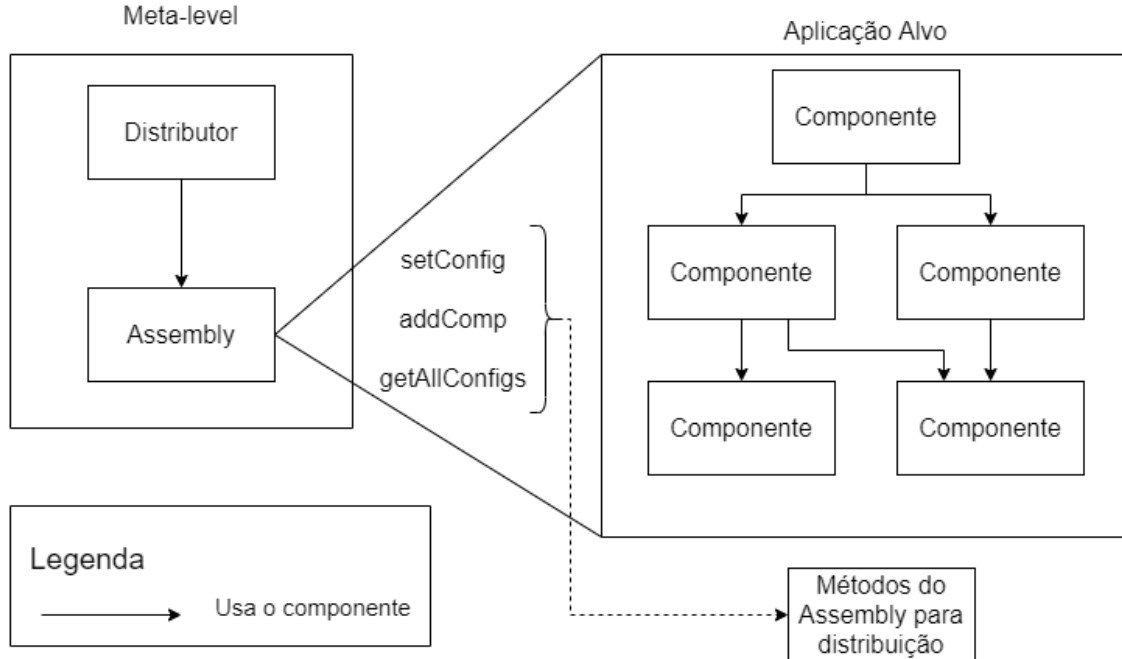 Meta-level
Distributor
Assembly
setConfig
addComp
getAllConfigs
Aplicação Alvo
Componente
Componente
Componente
Componente
Componente
Legenda
Usa o componente
Métodos do
Assembly para
distribuição